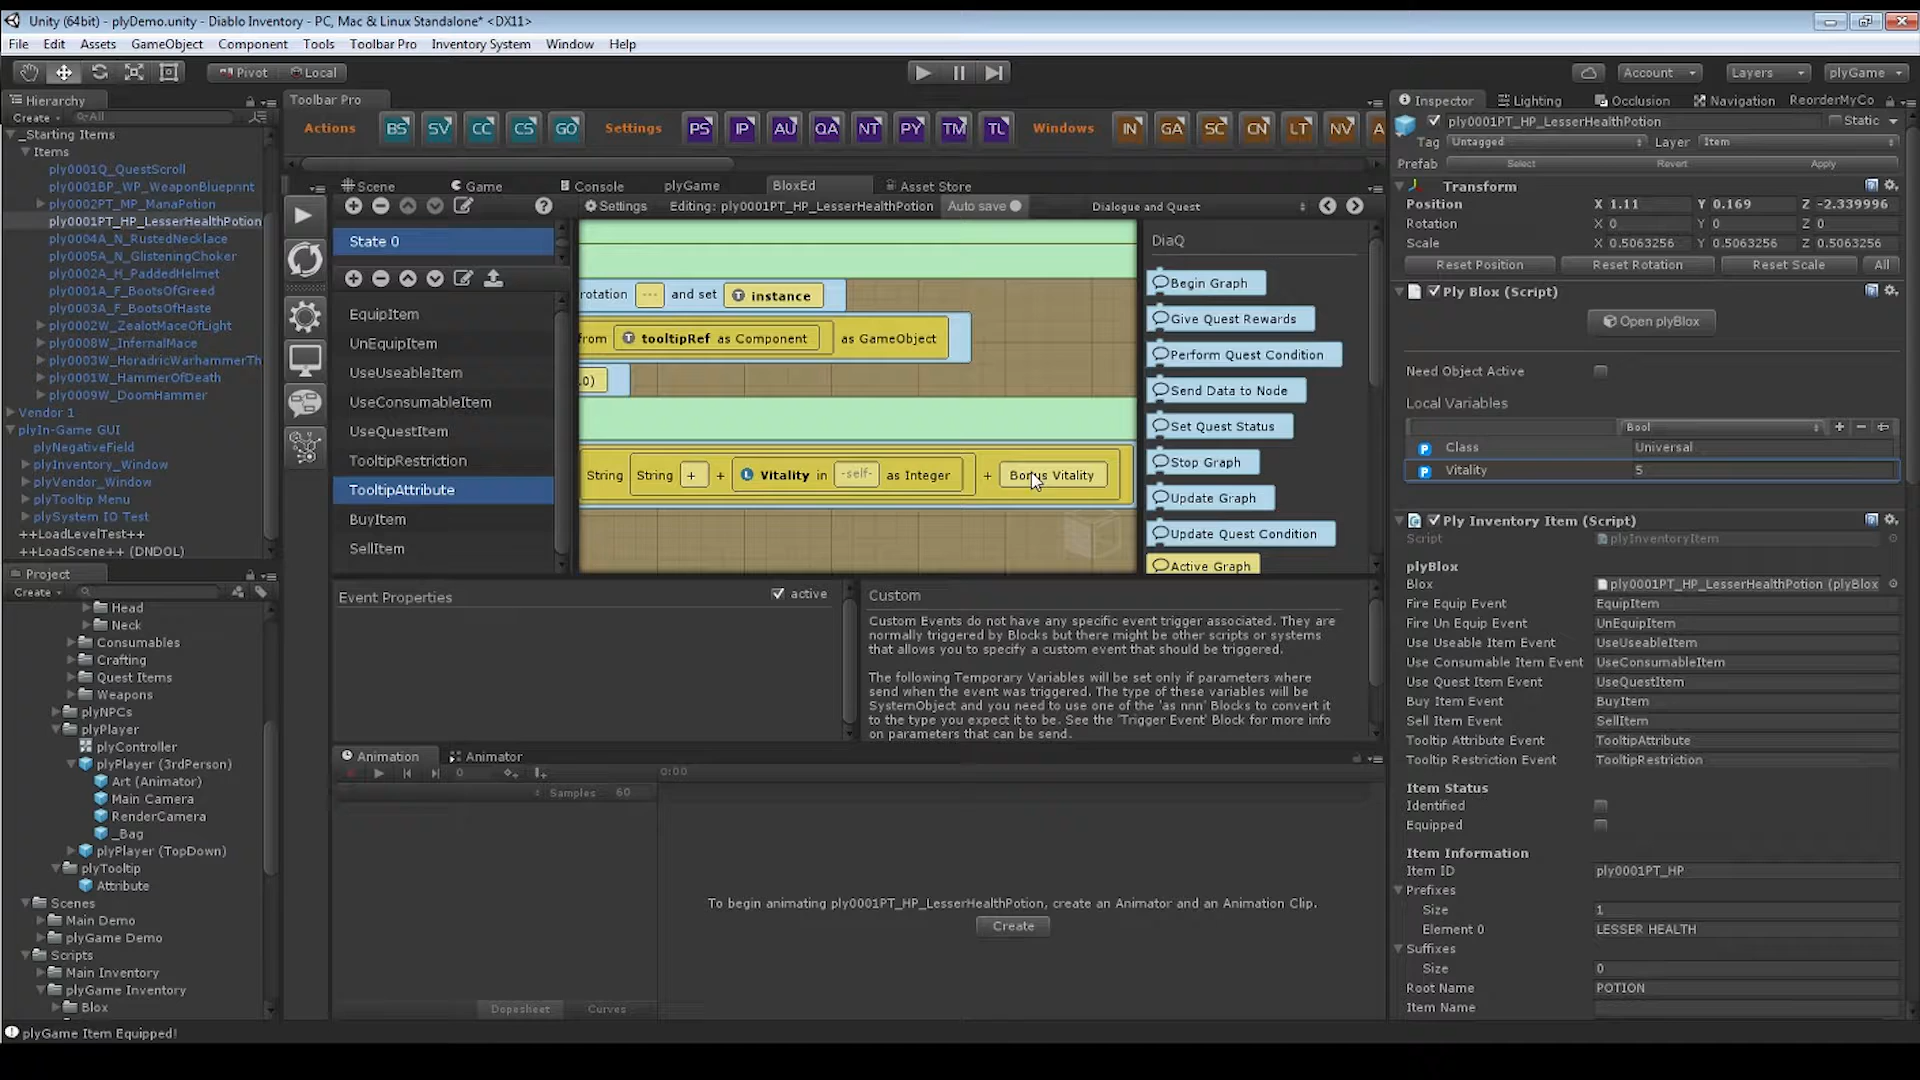 Unity (64bit) - plyDemo.unity - Diablo Inventory - PC, Mac & Linux Standalone* <DX11>
File Edit Assets GameObject Component Tools Toolbar Pro Inventory System Window Help
Pivot Local Account Layers plyGame
Hierarchy
Create All
_Starting Items
Items
ply0001Q_QuestScroll
ply0001BP_WP_WeaponBlueprint
ply0002PT_MP_ManaPotion
ply0001PT_HP_LesserHealthPotion
ply0004A_N_RustedNecklace
ply0005A_N_GlisteningChoker
ply0002A_H_PaddedHelmet
ply0001A_F_BootsOfGreed
ply0003A_F_BootsOfHaste
ply0002W_ZealotMaceOfLight
ply0008W_InfernalMace
ply0003W_HoradricWarhammerTh
ply0001W_HammerOfDeath
ply0009W_DoomHammer
Vendor 1
plyIn-Game GUI
plyNegativeField
plyInventory_Window
plyVendor_Window
plyTooltip Menu
plySystem IO Test
++LoadLevelTest++
++LoadScene++ (DNDOL)
Project
Create
Head
Neck
Consumables
Crafting
Quest Items
Weapons
plyNPCs
plyPlayer
plyController
plyPlayer (3rdPerson)
Art (Animator)
Main Camera
RenderCamera
_Bag
plyPlayer (TopDown)
plyTooltip
Attribute
Scenes
Main Demo
plyGame Demo
Scripts
Main Inventory
plyGame Inventory
Blox
plyGame Item Equipped!
Toolbar Pro
Actions BS SV CC CS GO Settings PS IP AU QA NT PY TM TL Windows IN GA SC CN LT NV A
Scene Game Console plyGame BloxEd Asset Store
Settings Editing: ply0001PT_HP_LesserHealthPotion Auto save Dialogue and Quest
State 0
EquipItem
UnEquipItem
UseUseableItem
UseConsumableItem
UseQuestItem
TooltipRestriction
TooltipAttribute
BuyItem
SellItem
rotation --- and set T instance
from T tooltipRef as Component as GameObject
.0)
String String + + L Vitality in -self- as Integer + Bonus Vitality
DiaQ
Begin Graph
Give Quest Rewards
Perform Quest Condition
Send Data to Node
Set Quest Status
Stop Graph
Update Graph
Update Quest Condition
Active Graph
Event Properties active
Custom
Custom Events do not have any specific event trigger associated. They are
normally triggered by Blocks but there might be other scripts or systems
that allows you to specify a custom event that should be triggered.
The following Temporary Variables will be set only if parameters where
send when the event was triggered. The type of these variables will be
SystemObject and you need to use one of the 'as nnn' Blocks to convert it
to the type you expect it to be. See the 'Trigger Event' Block for more info
on parameters that can be send.
Animation Animator
0 0:00
Samples 60
To begin animating ply0001PT_HP_LesserHealthPotion, create an Animator and an Animation Clip.
Create
Dopesheet Curves
Inspector Lighting Occlusion Navigation ReorderMyCo
ply0001PT_HP_LesserHealthPotion Static
Tag Untagged Layer Item
Prefab Select Revert Apply
Transform
Position X 1.11 Y 0.169 Z -2.339996
Rotation X 0 Y 0 Z 0
Scale X 0.5063256 Y 0.5063256 Z 0.5063256
Reset Position Reset Rotation Reset Scale All
Ply Blox (Script)
Open plyBlox
Need Object Active
Local Variables
Bool + −
Class Universal
Vitality 5
Ply Inventory Item (Script)
Script plyInventoryItem
plyBlox
Blox ply0001PT_HP_LesserHealthPotion (plyBlox
Fire Equip Event EquipItem
Fire Un Equip Event UnEquipItem
Use Useable Item Event UseUseableItem
Use Consumable Item Event UseConsumableItem
Use Quest Item Event UseQuestItem
Buy Item Event BuyItem
Sell Item Event SellItem
Tooltip Attribute Event TooltipAttribute
Tooltip Restriction Event TooltipRestriction
Item Status
Identified
Equipped
Item Information
Item ID ply0001PT_HP
Prefixes
Size 1
Element 0 LESSER HEALTH
Suffixes
Size 0
Root Name POTION
Item Name